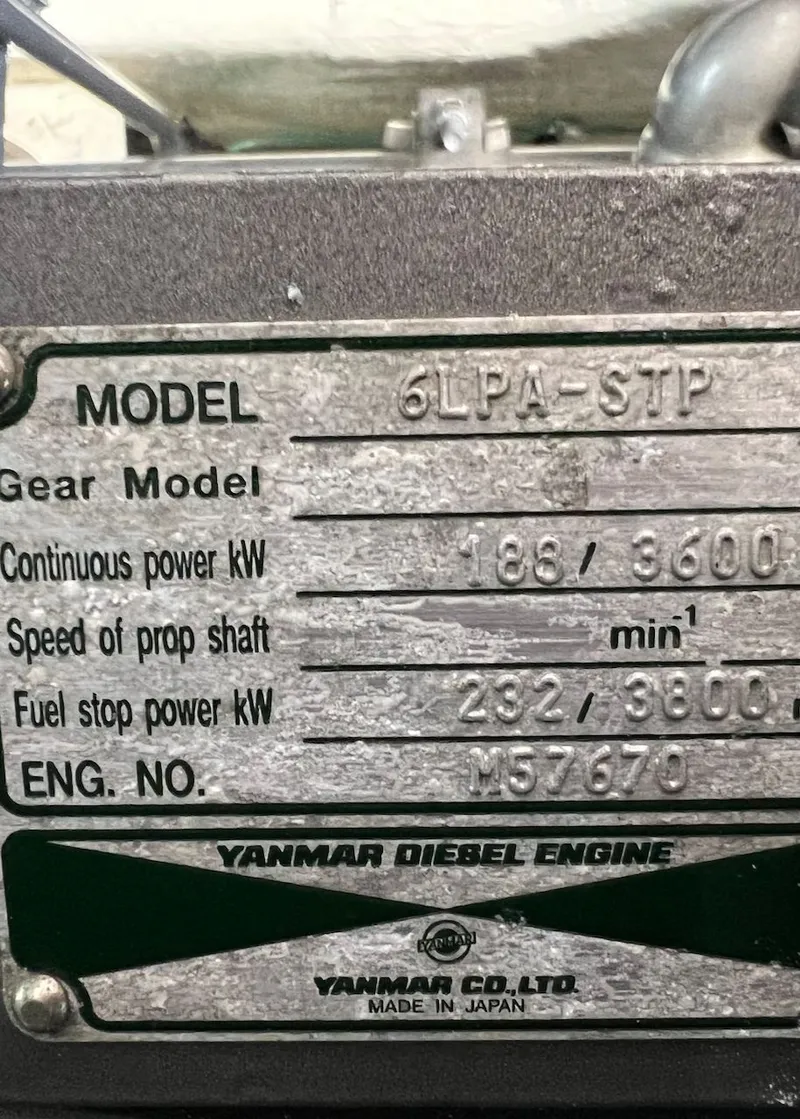 MODEL 6LPA-STP
Gear Model
Continuous power kW 188/ 3600
Speed of prop shaft min-1
Fuel stop power kW 232/ 3800
ENG. NO. M57670
YANMAR DIESEL ENGINE
YANMAR
YANMAR CO.,LTD.
MADE IN JAPAN